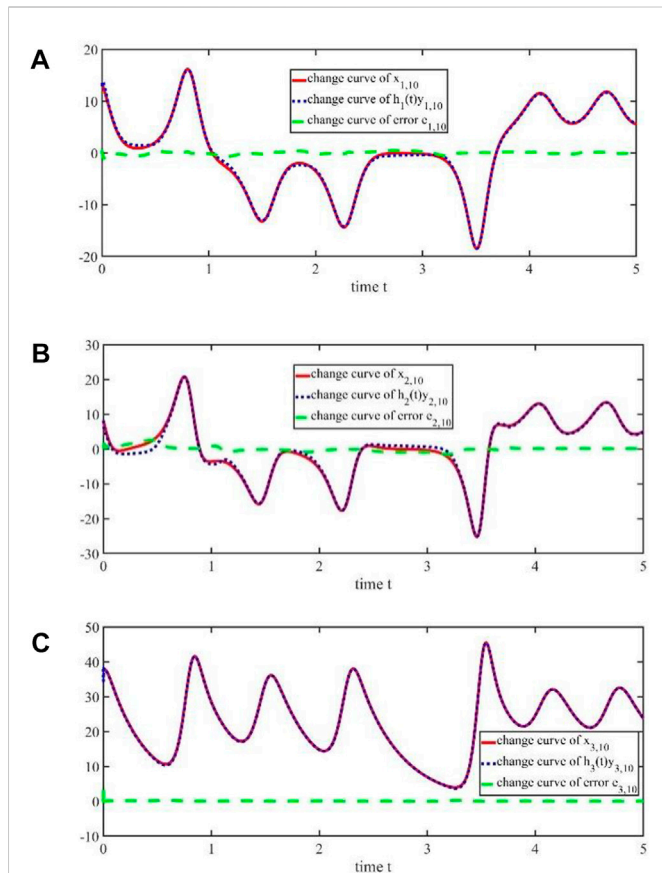 A
20
10
0
-10
-20
change curve of x1,10
change curve of h1(t)y1,10
change curve of error e1,10
0 1 2 3 4 5
time t
B
30
20
10
0
-10
-20
-30
change curve of x2,10
change curve of h2(t)y2,10
change curve of error e2,10
0 1 2 3 4 5
time t
C
50
40
30
20
10
0
-10
change curve of x3,10
change curve of h3(t)y3,10
change curve of error e3,10
0 1 2 3 4 5
time t